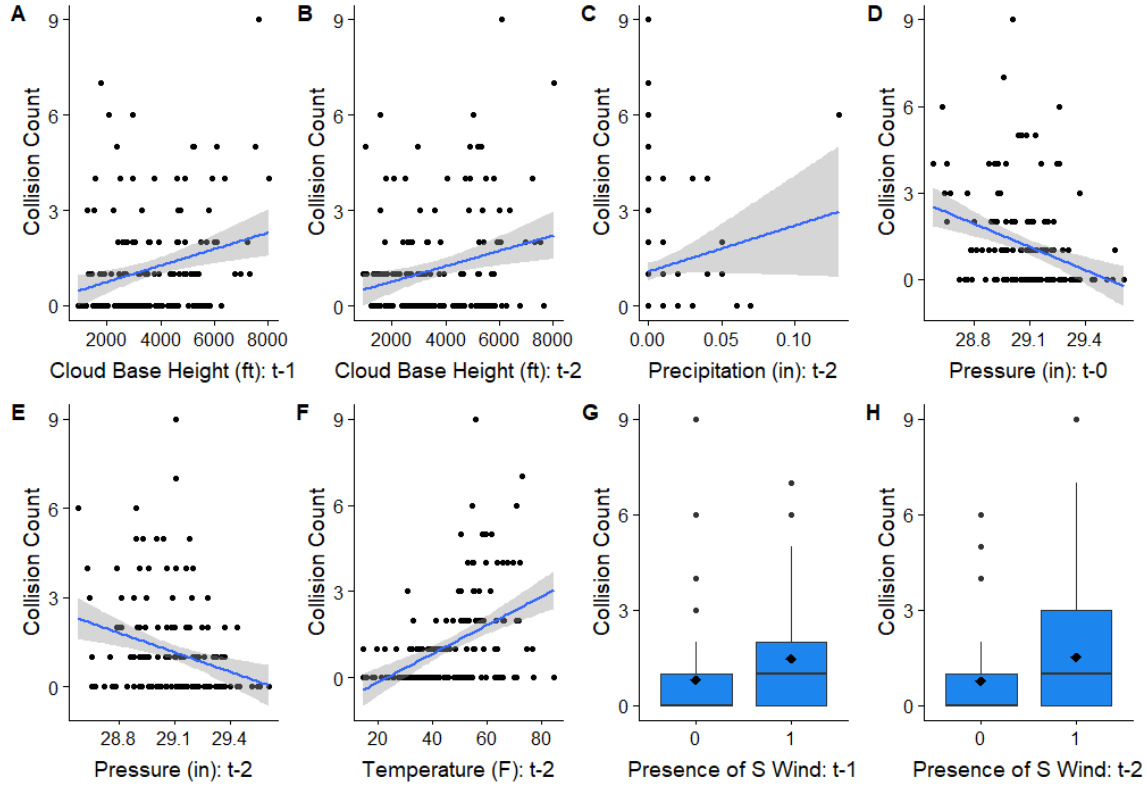 A
Collision Count
9
6
3
0
2000 4000 6000 8000
Cloud Base Height (ft): t-1
B
Collision Count
9
6
3
0
2000 4000 6000 8000
Cloud Base Height (ft): t-2
C
Collision Count
9
6
3
0
0.00 0.05 0.10
Precipitation (in): t-2
D
Collision Count
9
6
3
0
28.8 29.1 29.4
Pressure (in): t-0
E
Collision Count
9
6
3
0
28.8 29.1 29.4
Pressure (in): t-2
F
Collision Count
9
6
3
0
20 40 60 80
Temperature (F): t-2
G
Collision Count
9
6
3
0
0 1
Presence of S Wind: t-1
H
Collision Count
9
6
3
0
0 1
Presence of S Wind: t-2